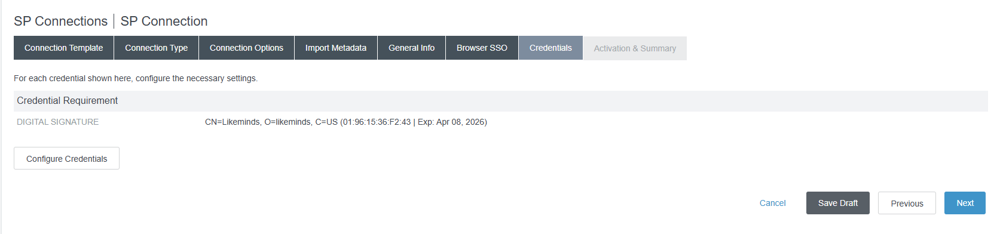 SP Connections | SP Connection
Connection Template Connection Type Connection Options Import Metadata General Info Browser SSO Credentials Activation & Summary
For each credential shown here, configure the necessary settings.
Credential Requirement
DIGITAL SIGNATURE CN=Likeminds, O=likeminds, C=US (01:96:15:36:F2:43 | Exp: Apr 08, 2026)
Configure Credentials
Cancel Save Draft Previous Next